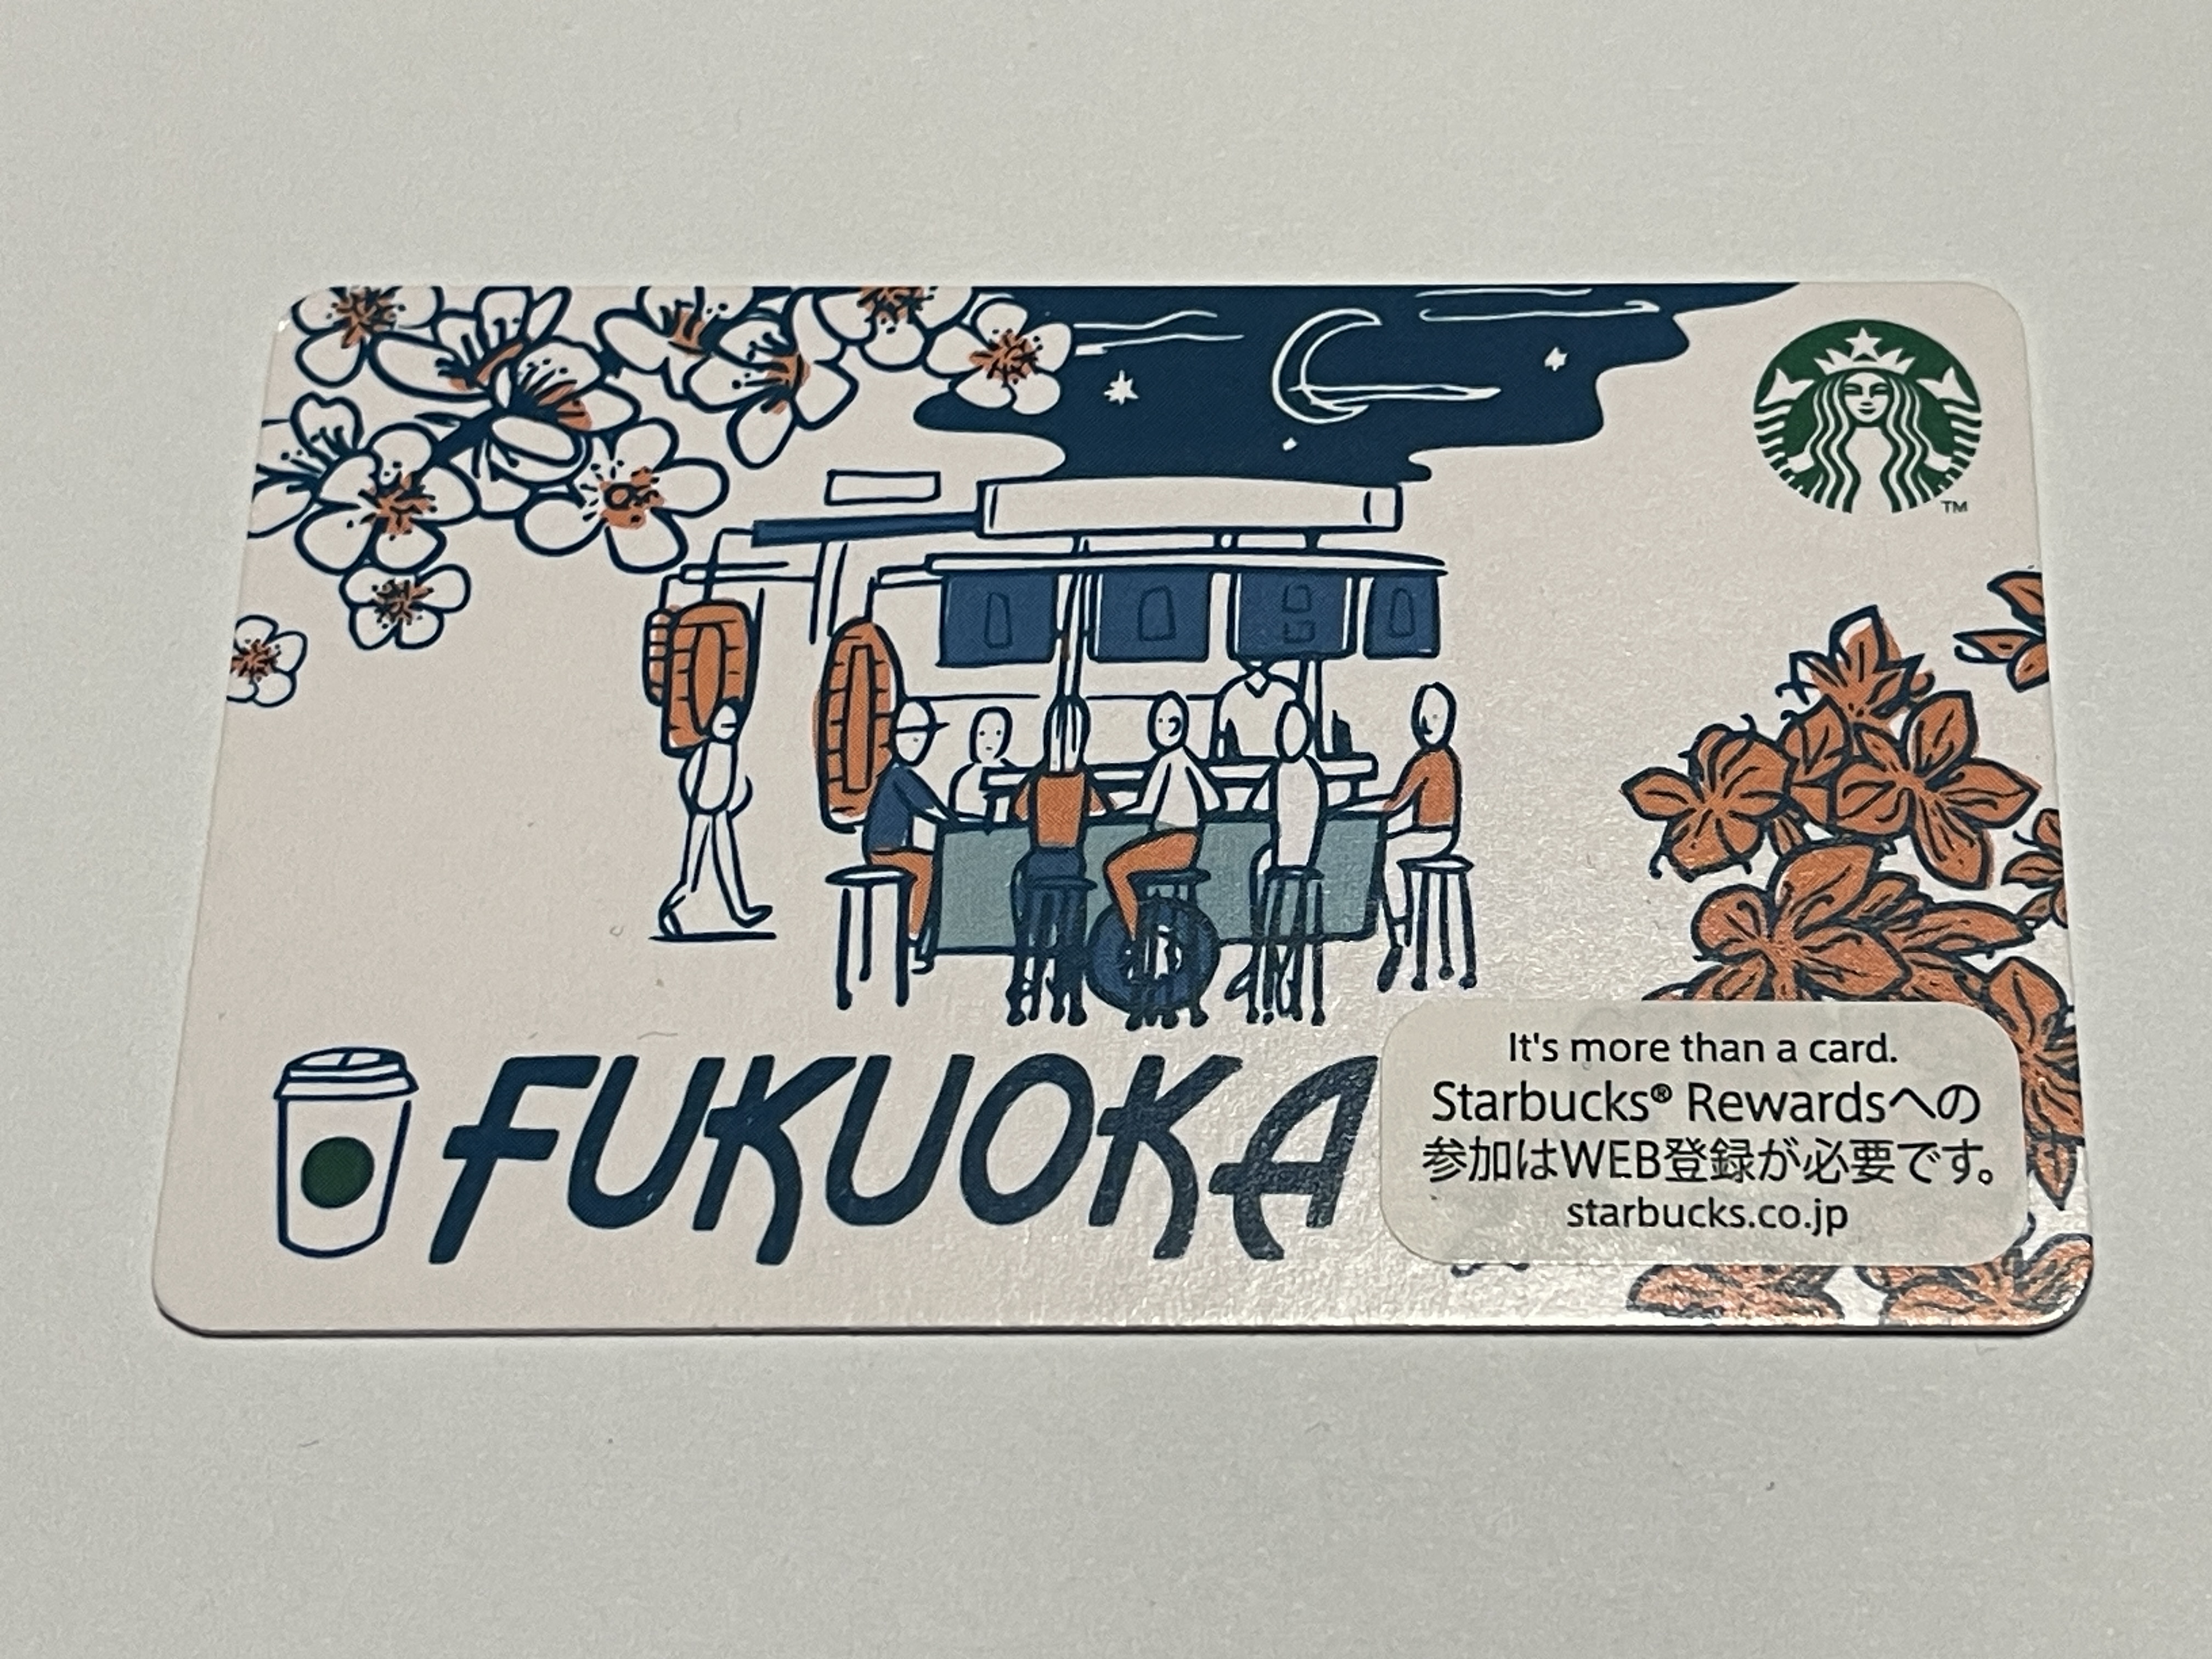 TM
FUKUOKA
It's more than a card.
Starbucks® Rewardsへの
参加はWEB登録が必要です。
starbucks.co.jp